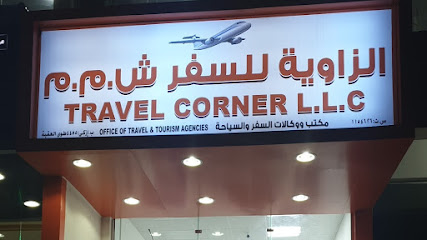 الزاوية للسفر ش.م.م
TRAVEL CORNER L.L.C
OFFICE OF TRAVEL & TOURISM AGENCIES
مكتب ووكالات السفر والسياحة